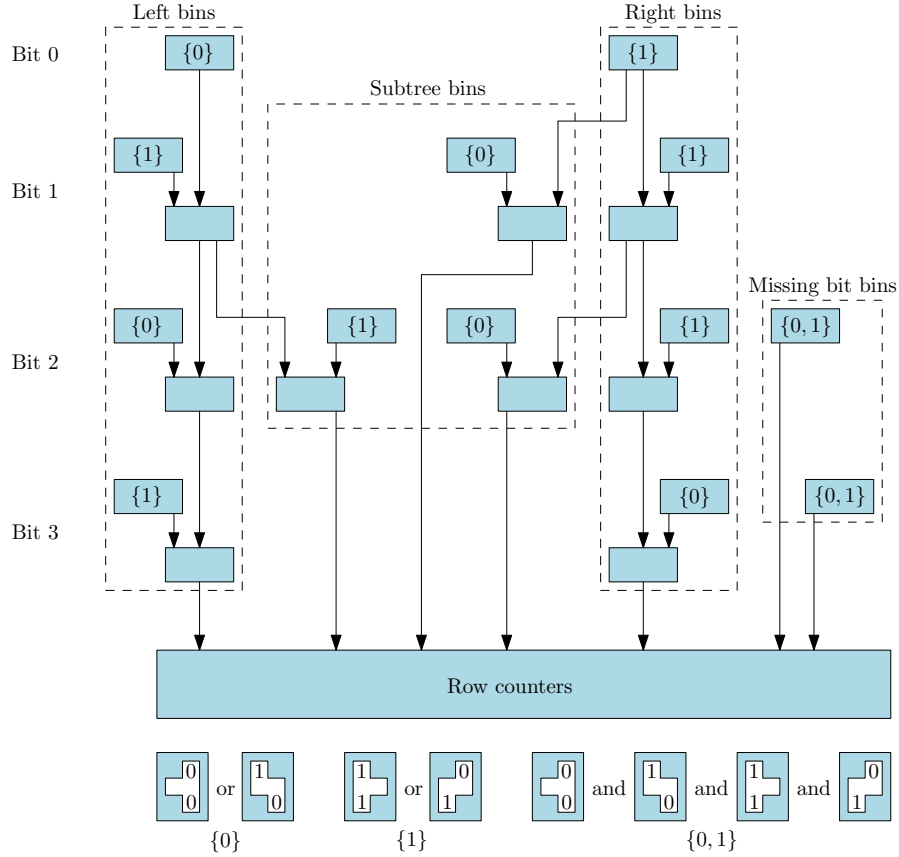 Left bins
Right bins
Bit 0
{0}
{1}
Subtree bins
{1}
{0}
{1}
Bit 1
Missing bit bins
{0}
{1}
{0}
{1}
{0, 1}
Bit 2
{1}
{0}
{0, 1}
Bit 3
Row counters
0 0 or 1 0
1 1 or 0 1
0 0 and 1 0 and 1 1 and 0 1
{0}
{1}
{0, 1}